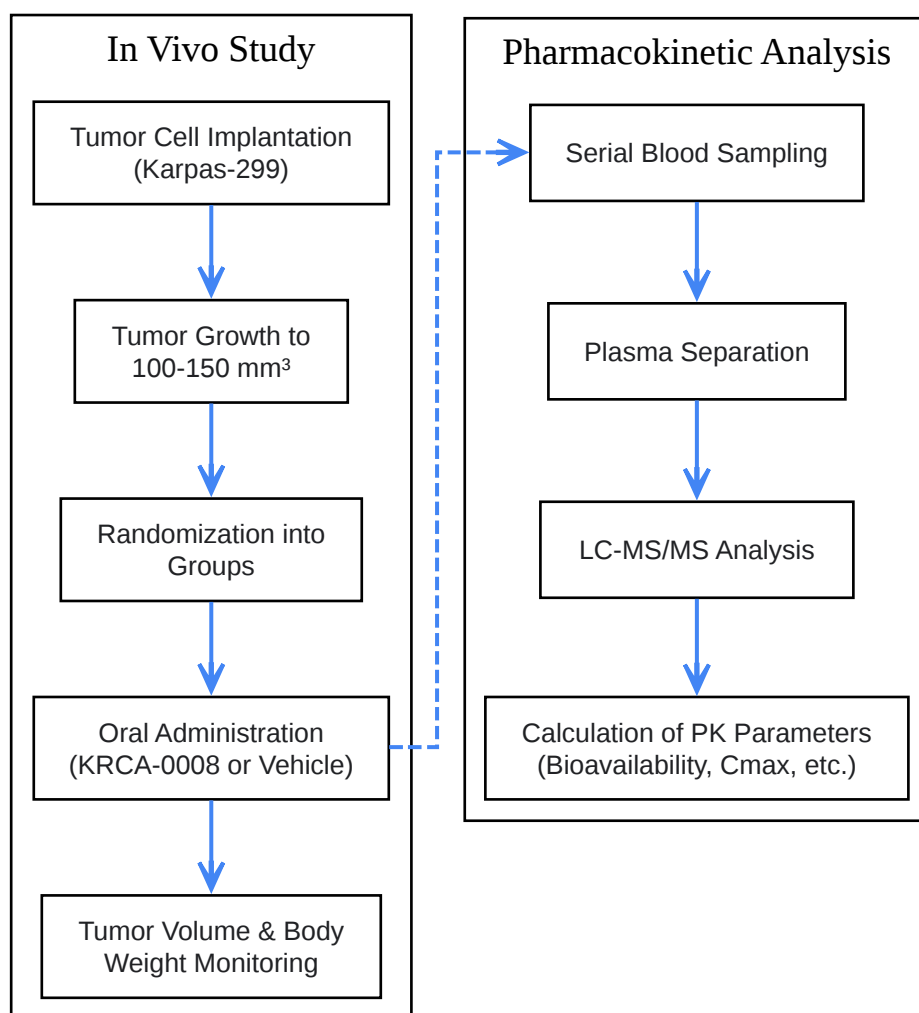 In Vivo Study
Tumor Cell Implantation
(Karpas-299)
Tumor Growth to
100-150 mm³
Randomization into
Groups
Oral Administration
(KRCA-0008 or Vehicle)
Tumor Volume & Body
Weight Monitoring
Pharmacokinetic Analysis
Serial Blood Sampling
Plasma Separation
LC-MS/MS Analysis
Calculation of PK Parameters
(Bioavailability, Cmax, etc.)